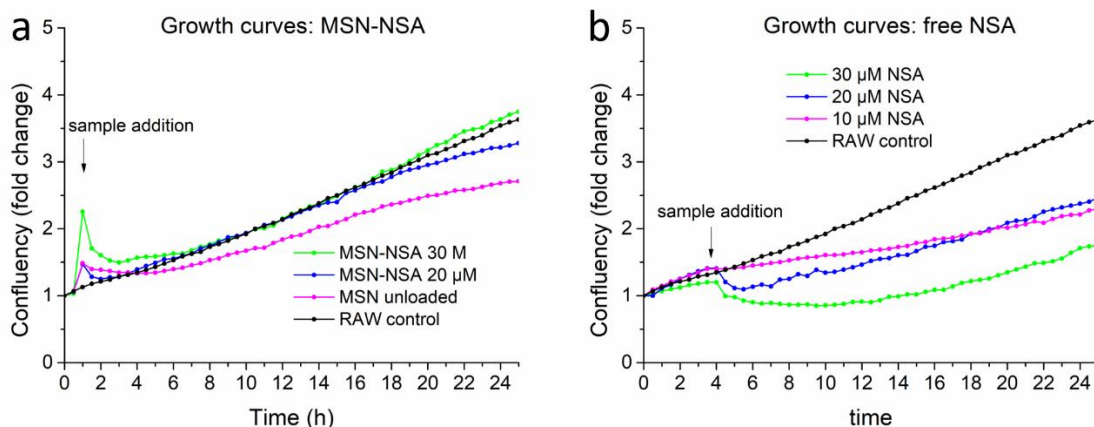 a
Growth curves: MSN-NSA
Confluency (fold change)
5
4
3
2
1
0
sample addition
MSN-NSA 30 M
MSN-NSA 20 µM
MSN unloaded
RAW control
0 2 4 6 8 10 12 14 16 18 20 22 24
Time (h)
b
Growth curves: free NSA
Confluency (fold change)
5
4
3
2
1
0
30 µM NSA
20 µM NSA
10 µM NSA
RAW control
sample addition
0 2 4 6 8 10 12 14 16 18 20 22 24
time